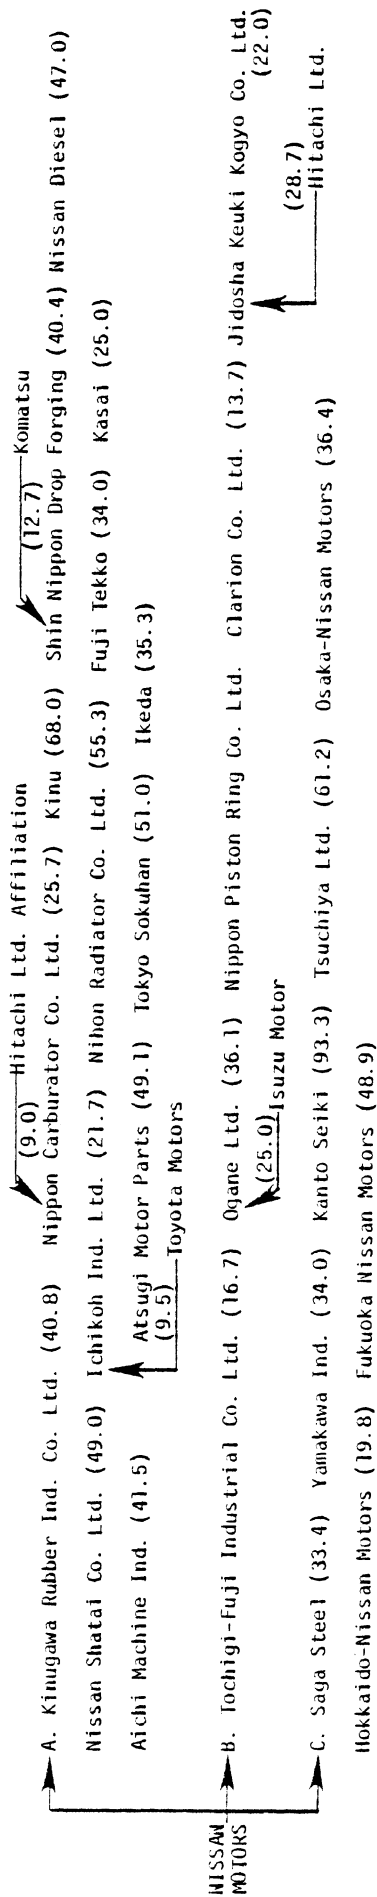 (9.0) Hitachi Ltd. Affiliation
(12.7) Komatsu
A. Kinugawa Rubber Ind. Co. Ltd. (40.8) Nippon Carburator Co. Ltd. (25.7) Kinu (68.0) Shin Nippon Drop Forging (40.4) Nissan Diesel (47.0)
Nissan Shatai Co. Ltd. (49.0) Ichikoh Ind. Ltd. (21.7) Nihon Radiator Co. Ltd. (55.3) Fuji Tekko (34.0) Kasai (25.0)
Aichi Machine Ind. (41.5) Atsugi Motor Parts (49.1) Tokyo Sokuhan (51.0) Ikeda (35.3)
(9.5) Toyota Motors
NISSAN
MOTORS
B. Tochigi-Fuji Industrial Co. Ltd. (16.7) Ogane Ltd. (36.1) Nippon Piston Ring Co. Ltd. Clarion Co. Ltd. (13.7) Jidosha Keuki Kogyo Co. Ltd.
(22.0)
(25.0) Isuzu Motor
(28.7)
Hitachi Ltd.
C. Saga Steel (33.4) Yamakawa Ind. (34.0) Kanto Seiki (93.3) Tsuchiya Ltd. (61.2) Osaka-Nissan Motors (36.4)
Hokkaido-Nissan Motors (19.8) Fukuoka Nissan Motors (48.9)